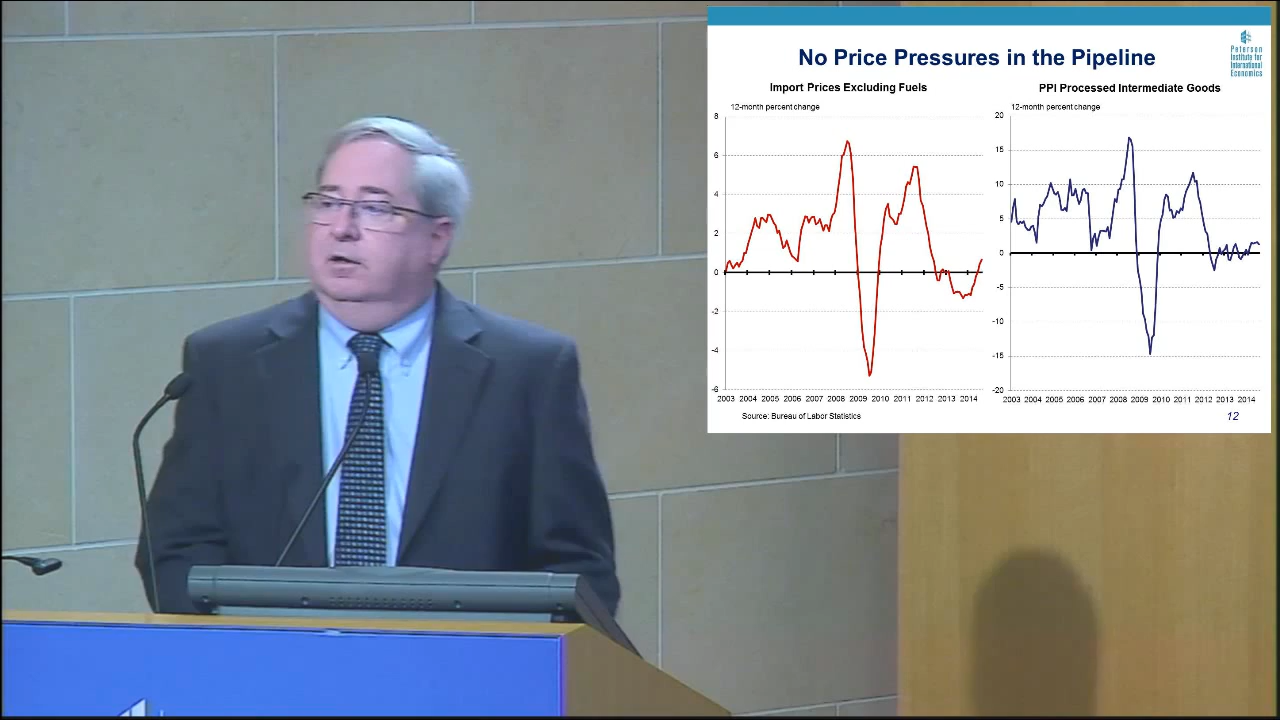 No Price Pressures in the Pipeline
Peterson
Institute for
International
Economics
Import Prices Excluding Fuels
12-month percent change
8
6
4
2
0
-2
-4
-6
2003 2004 2005 2006 2007 2008 2009 2010 2011 2012 2013 2014
Source: Bureau of Labor Statistics
PPI Processed Intermediate Goods
12-month percent change
20
15
10
5
0
-5
-10
-15
-20
2003 2004 2005 2006 2007 2008 2009 2010 2011 2012 2013 2014
12